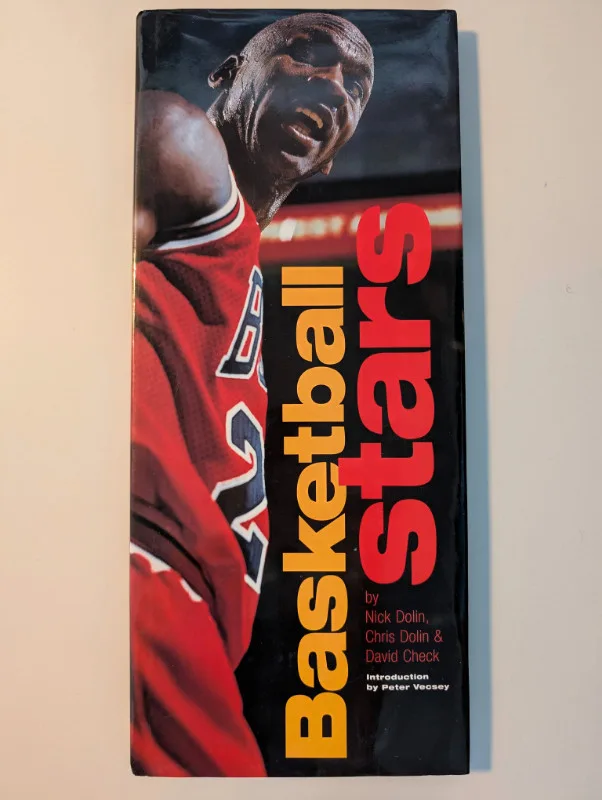 Basketball
stars
by
Nick Dolin,
Chris Dolin &
David Check
Introduction
by Peter Vecsey